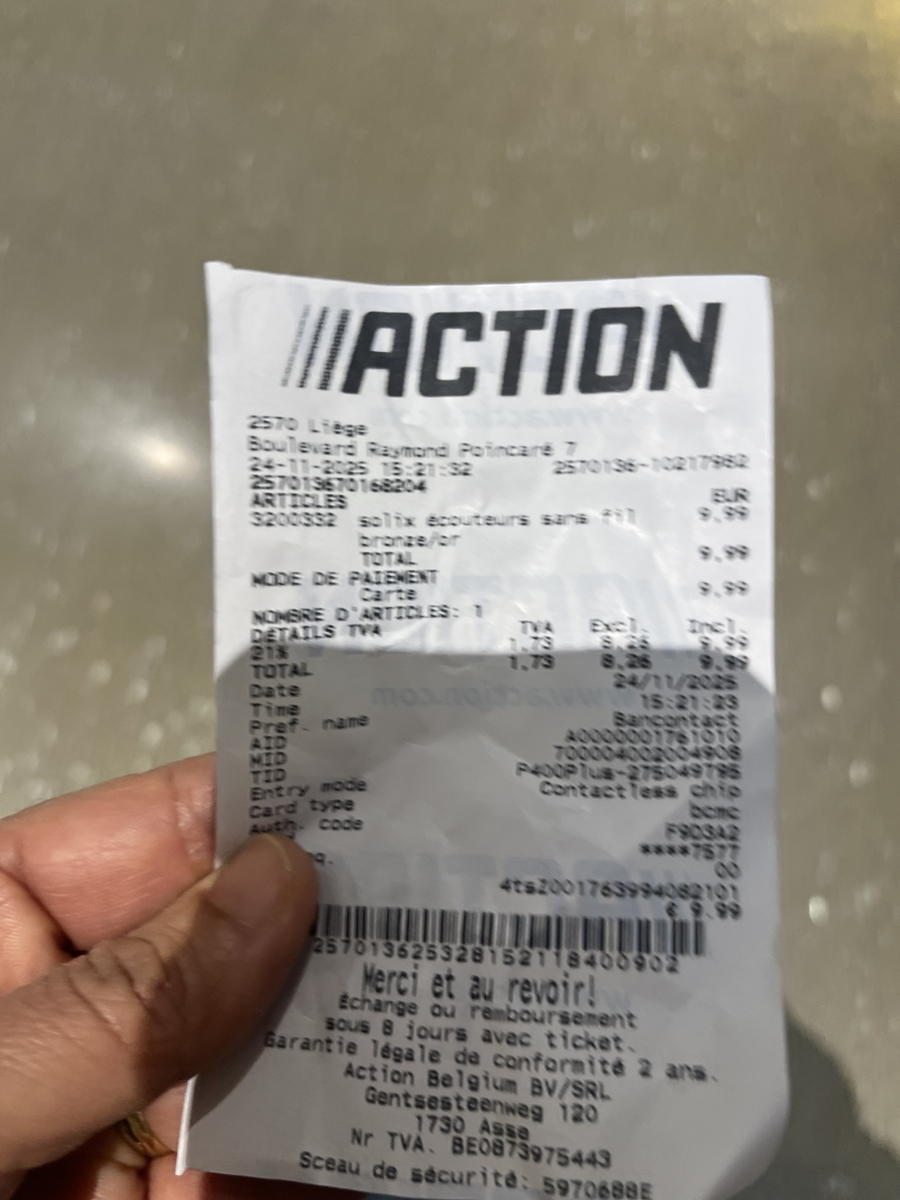 ACTION
2570 Liège
Boulevard Raymond Poincaré 7
24-11-2025 15:21:32 2570136-10217982
257013670168204
ARTICLES EUR
3200332 solix écouteurs sans fil 9.99
bronze/or
TOTAL 9.99
MODE DE PAIEMENT
Carte 9.99
NOMBRE D'ARTICLES: 1
DETAILS TVA TVA Excl. Incl.
21% 1.73 8.26 9.99
TOTAL 1.73 8.26 9.99
Date 24/11/2025
Time 15:21:23
Pref. name Bancontact
AID A0000001761010
MID 700004002004908
TID P400Plus-275049795
Entry mode Contactless chip
Card type bcmc
Auth. code F9D3A2
****7577
00
4tsZ001763994082101
€ 9.99
257013625328152118400902
Merci et au revoir!
Échange ou remboursement
sous 8 jours avec ticket.
Garantie légale de conformité 2 ans.
Action Belgium BV/SRL
Gentsesteenweg 120
1730 Asse
Nr TVA. BE0873975443
Sceau de sécurité: 5970688E